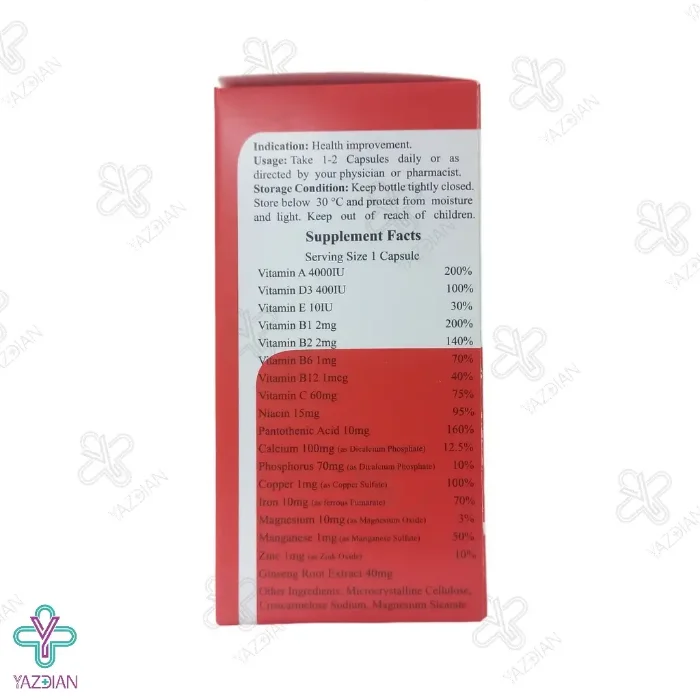 Indication: Health improvement.
Usage: Take 1-2 Capsules daily or as
directed by your physician or pharmacist.
Storage Condition: Keep bottle tightly closed.
Store below 30 °C and protect from moisture
and light. Keep out of reach of children.
Supplement Facts
Serving Size 1 Capsule
Vitamin A 4000IU 200%
Vitamin D3 400IU 100%
Vitamin E 10IU 30%
Vitamin B1 2mg 200%
Vitamin B2 2mg 140%
Vitamin B6 1mg 70%
Vitamin B12 1mcg 40%
Vitamin C 60mg 75%
Niacin 15mg 95%
Pantothenic Acid 10mg 160%
Calcium 100mg (as Dicalcium Phosphate) 12.5%
Phosphorus 70mg (as Dicalcium Phosphate) 10%
Copper 1mg (as Copper Sulfate) 100%
Iron 10mg (as ferrous Fumarate) 70%
Magnesium 10mg (as Magnesium Oxide) 3%
Manganese 1mg (as Manganese Sulfate) 50%
Zinc 1mg (as Zink Oxide) 10%
Ginseng Root Extract 40mg
Other Ingredients: Microcrystalline Cellulose,
Croscarmelose Sodium, Magnesium Stearate
YAZDIAN